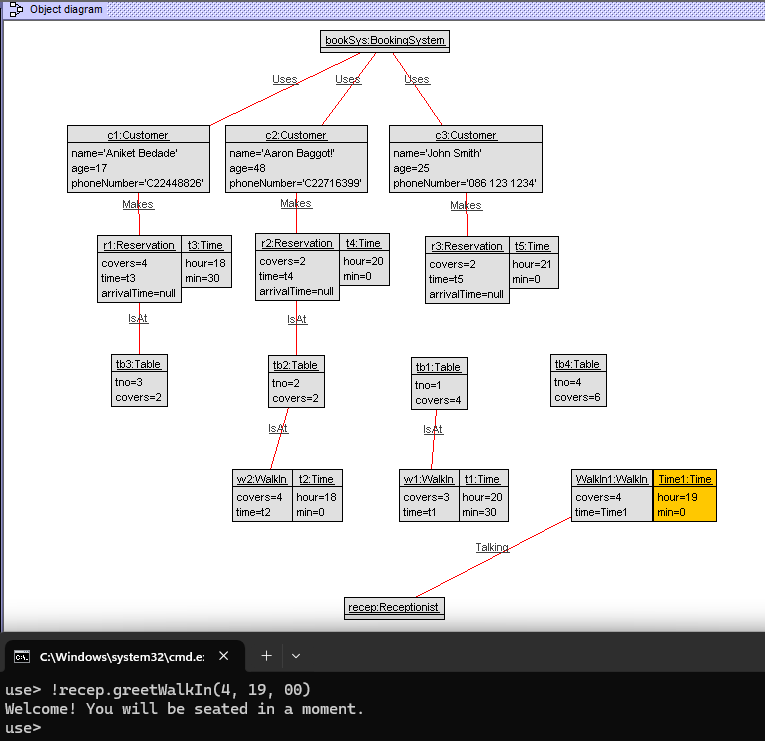 Object diagram
bookSys:BookingSystem
Uses
Uses
Uses
c1:Customer
name='Aniket Bedade'
age=17
phoneNumber='C22448826'
c2:Customer
name='Aaron Baggot!'
age=48
phoneNumber='C22716399'
c3:Customer
name='John Smith'
age=25
phoneNumber='086 123 1234'
Makes
Makes
Makes
r1:Reservation
covers=4
time=t3
arrivalTime=null
t3:Time
hour=18
min=30
r2:Reservation
covers=2
time=t4
arrivalTime=null
t4:Time
hour=20
min=0
r3:Reservation
covers=2
time=t5
arrivalTime=null
t5:Time
hour=21
min=0
IsAt
IsAt
tb3:Table
tno=3
covers=2
tb2:Table
tno=2
covers=2
tb1:Table
tno=1
covers=4
tb4:Table
tno=4
covers=6
IsAt
IsAt
w2:WalkIn
covers=4
time=t2
t2:Time
hour=18
min=0
w1:WalkIn
covers=3
time=t1
t1:Time
hour=20
min=30
WalkIn1:WalkIn
covers=4
time=Time1
Time1:Time
hour=19
min=0
Talking
recep:Receptionist
C:\Windows\system32\cmd.e:
use> !recep.greetWalkIn(4, 19, 00)
Welcome! You will be seated in a moment.
use>